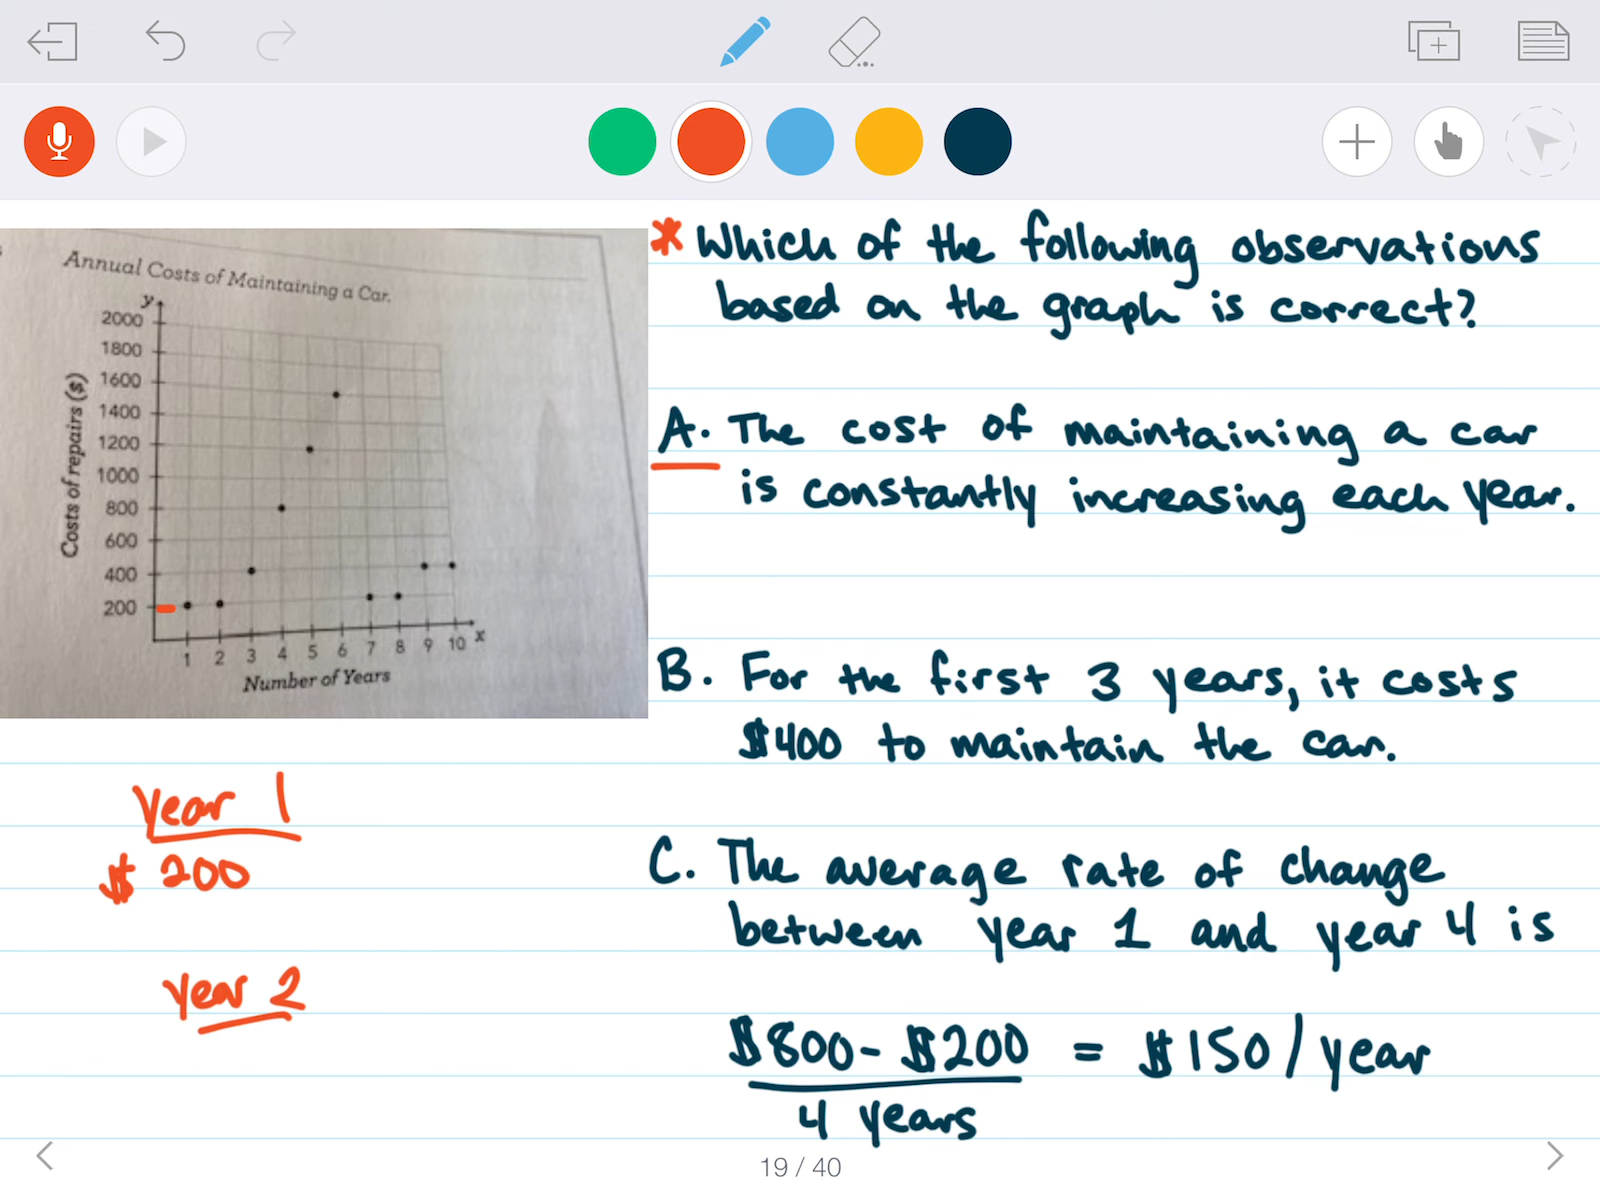 * Which of the following observations
based on the graph is correct?
Annual Costs of Maintaining a Car.
y
2000
1800
1600
1400
1200
1000
800
600
400
200
Costs of repairs ($)
1 2 3 4 5 6 7 8 9 10 x
Number of Years
A. The cost of maintaining a car
is constantly increasing each year.
B. For the first 3 years, it costs
$400 to maintain the car.
C. The average rate of change
between year 1 and year 4 is
$800 - $200 = $150 / year
4 years
Year 1
$ 200
Year 2
19 / 40